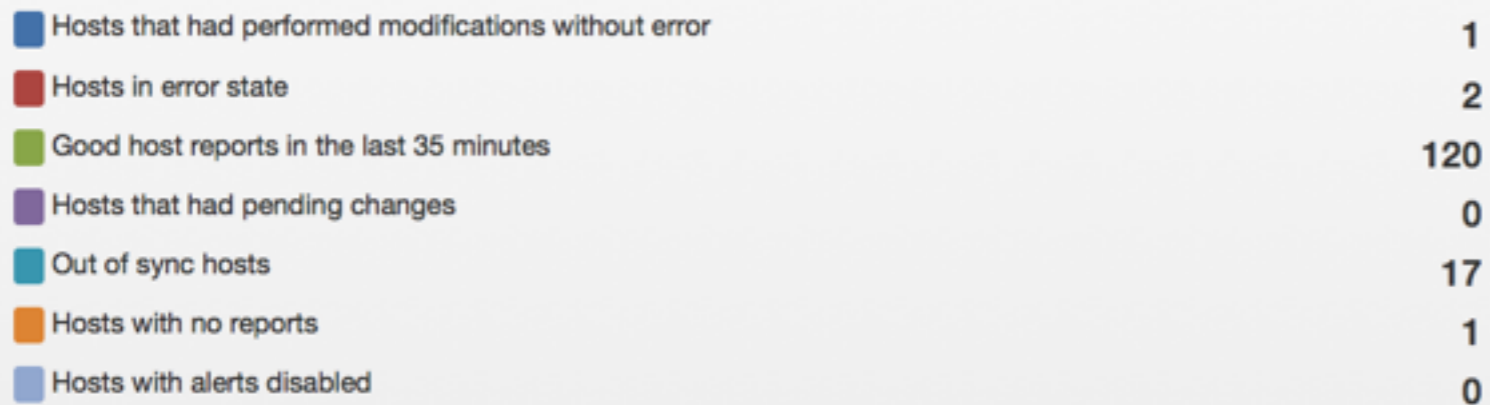 Hosts that had performed modifications without error 1
Hosts in error state 2
Good host reports in the last 35 minutes 120
Hosts that had pending changes 0
Out of sync hosts 17
Hosts with no reports 1
Hosts with alerts disabled 0